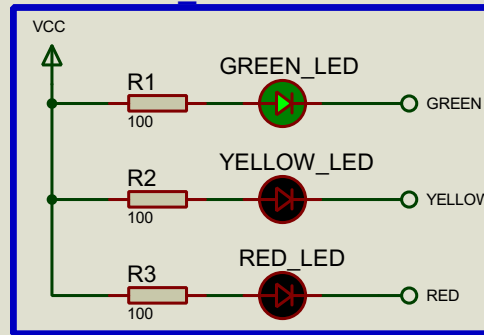 VCC
R1
100
GREEN_LED
GREEN
R2
100
YELLOW_LED
YELLOW
R3
100
RED_LED
RED